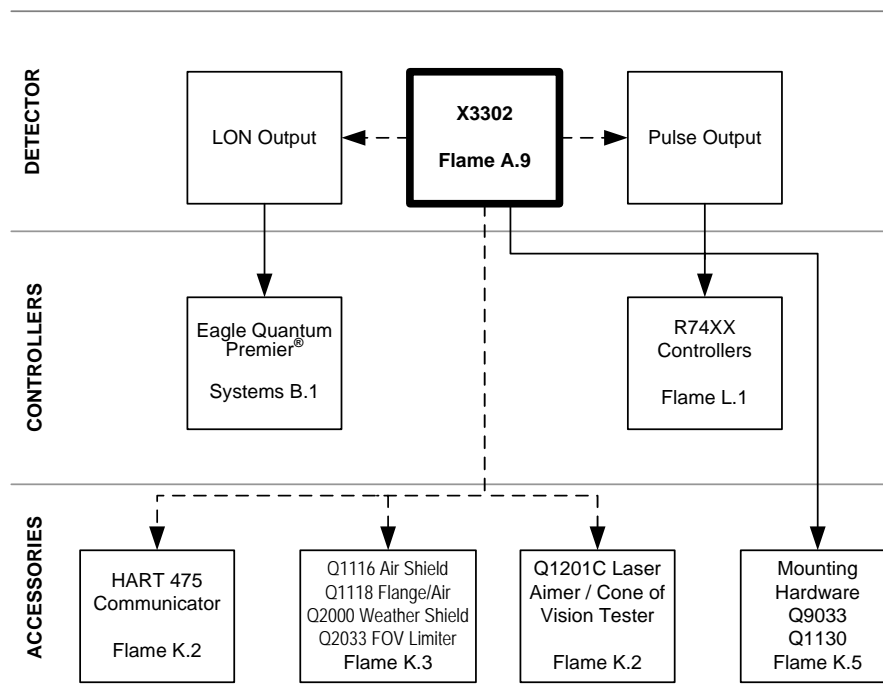 DETECTOR
LON Output
X3302
Flame A.9
Pulse Output
CONTROLLERS
Eagle Quantum
Premier®
Systems B.1
R74XX
Controllers
Flame L.1
ACCESSORIES
HART 475
Communicator
Flame K.2
Q1116 Air Shield
Q1118 Flange/Air
Q2000 Weather Shield
Q2033 FOV Limiter
Flame K.3
Q1201C Laser
Aimer / Cone of
Vision Tester
Flame K.2
Mounting
Hardware
Q9033
Q1130
Flame K.5